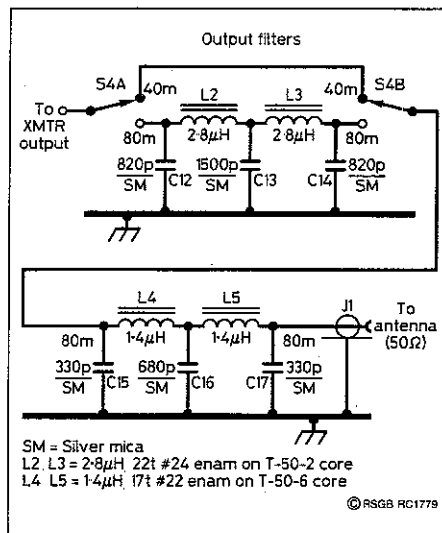 Output filters
S4A
40m
L2
L3
40m
S4B
To
XMTR
output
80m
2·8µH
2·8µH
80m
820p
SM
C12
1500p
SM
C13
C14
820p
SM
L4
L5
J1
To
antenna
(50Ω)
80m
1·4µH
1·4µH
80m
330p
SM
C15
680p
SM
C16
C17
330p
SM
SM = Silver mica
L2, L3 = 2·8µH, 22t #24 enam on T-50-2 core
L4 L5 = 1·4µH, 17t #22 enam on T-50-6 core
© RSGB RC1779